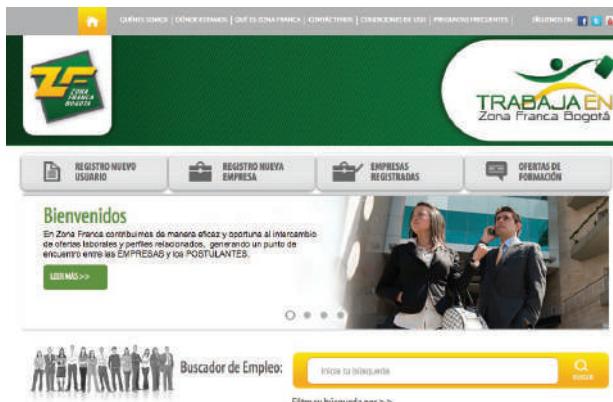 QUIÉNES SOMOS | DÓNDE ESTAMOS | QUÉ ES ZONA FRANCA | CONTÁCTENOS | CONDICIONES DE USO | PREGUNTAS FRECUENTES | SÍGUENOS EN:
ZF
ZONA
FRANCA
BOGOTÁ
TRABAJA EN
Zona Franca Bogotá
REGISTRO NUEVO
USUARIO
REGISTRO NUEVA
EMPRESA
EMPRESAS
REGISTRADAS
OFERTAS DE
FORMACIÓN
Bienvenidos
En Zona Franca contribuimos de manera eficaz y oportuna al intercambio
de ofertas laborales y perfiles relacionados, generando un punto de
encuentro entre las EMPRESAS y los POSTULANTES.
LEER MÁS >>
Buscador de Empleo:
Inicie tu búsqueda
BUSCAR